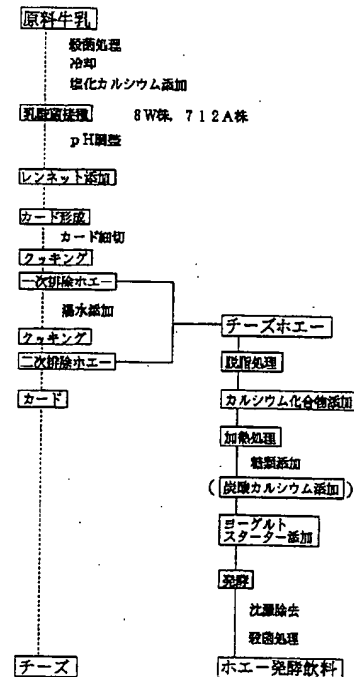 原料牛乳
殺菌処理
冷却
塩化カルシウム添加
乳酸菌接種 8W株, 712A株
pH調整
レンネット添加
カード形成
カード細切
クッキング
一次排除ホエー
湯水添加
クッキング
二次排除ホエー
カード
チーズ
チーズホエー
脱脂処理
カルシウム化合物添加
加熱処理
糖類添加
(炭酸カルシウム添加)
ヨーグルト
スターター添加
発酵
沈澱除去
殺菌処理
ホエー発酵飲料